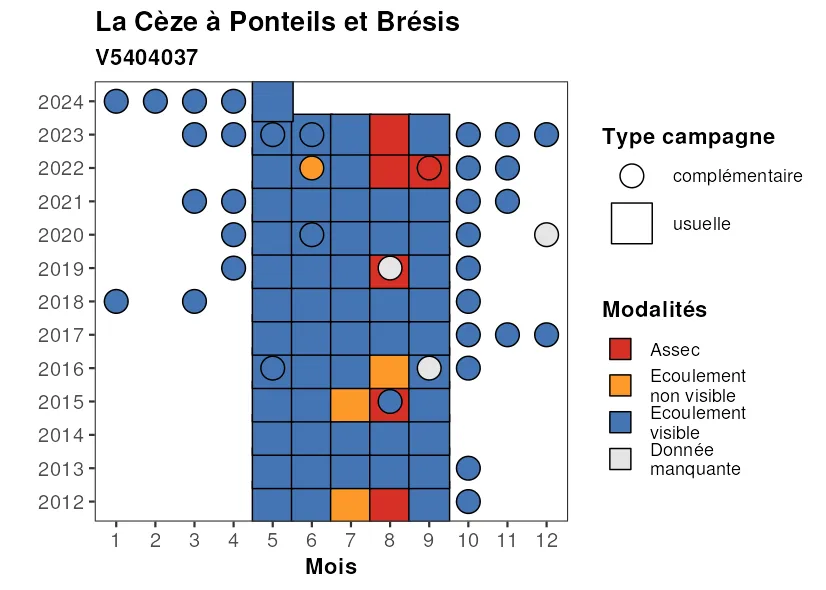 La Cèze à Ponteils et Brésis
V5404037
2024
2023
2022
2021
2020
2019
2018
2017
2016
2015
2014
2013
2012
1 2 3 4 5 6 7 8 9 10 11 12
Mois
Type campagne
complémentaire
usuelle
Modalités
Assec
Ecoulement
non visible
Ecoulement
visible
Donnée
manquante